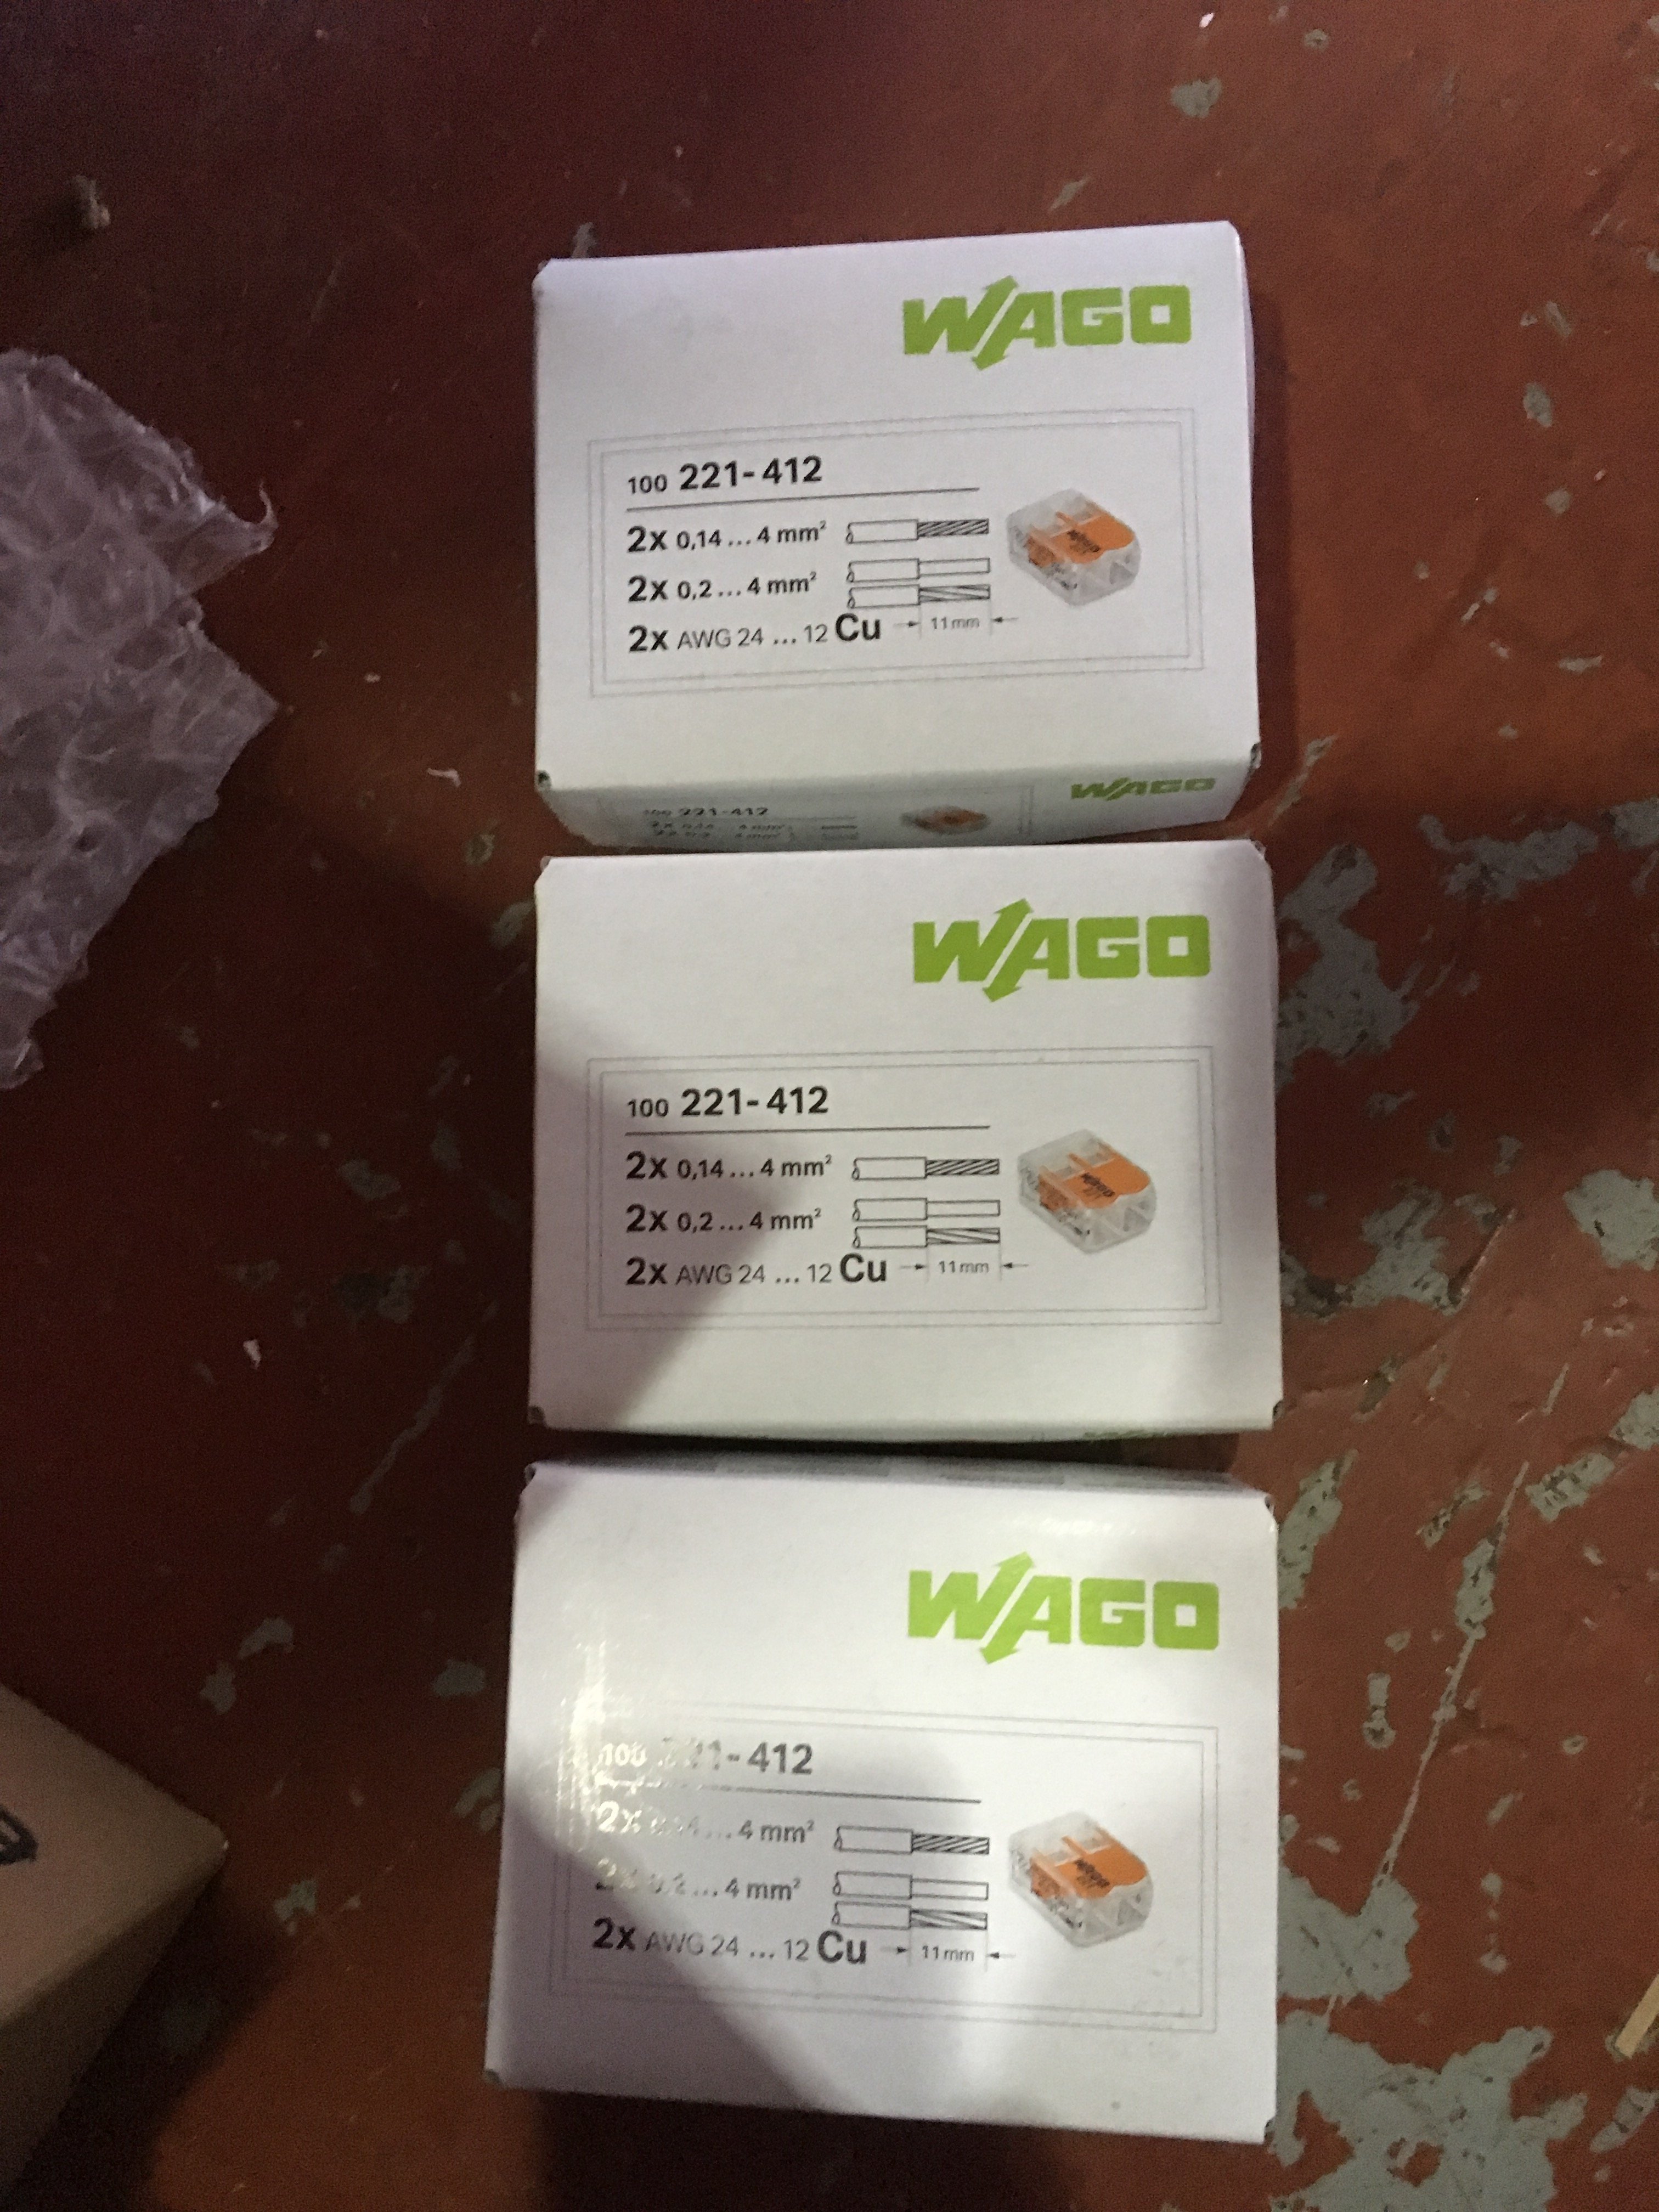 WAGO
100 221-412
2x 0,14...4 mm²
2x 0,2...4 mm²
2x AWG 24 ... 12 Cu 11 mm
WAGO
221-412
WAGO
100 221-412
2x 0,14...4 mm²
2x 0,2...4 mm²
2x AWG 24 ... 12 Cu 11 mm
WAGO
100 -412
2x ...4 mm²
...4 mm²
2x AWG 24 ... 12 Cu 11 mm